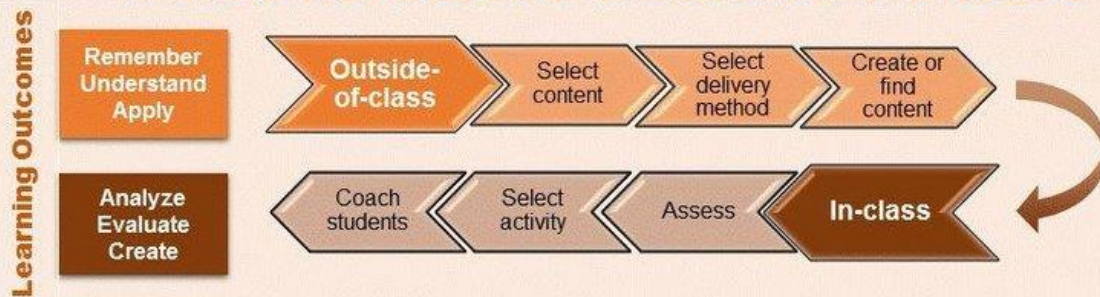 Learning Outcomes
Remember
Understand
Apply
Outside-
of-class
Select
content
Select
delivery
method
Create or
find
content
Analyze
Evaluate
Create
Coach
students
Select
activity
Assess
In-class